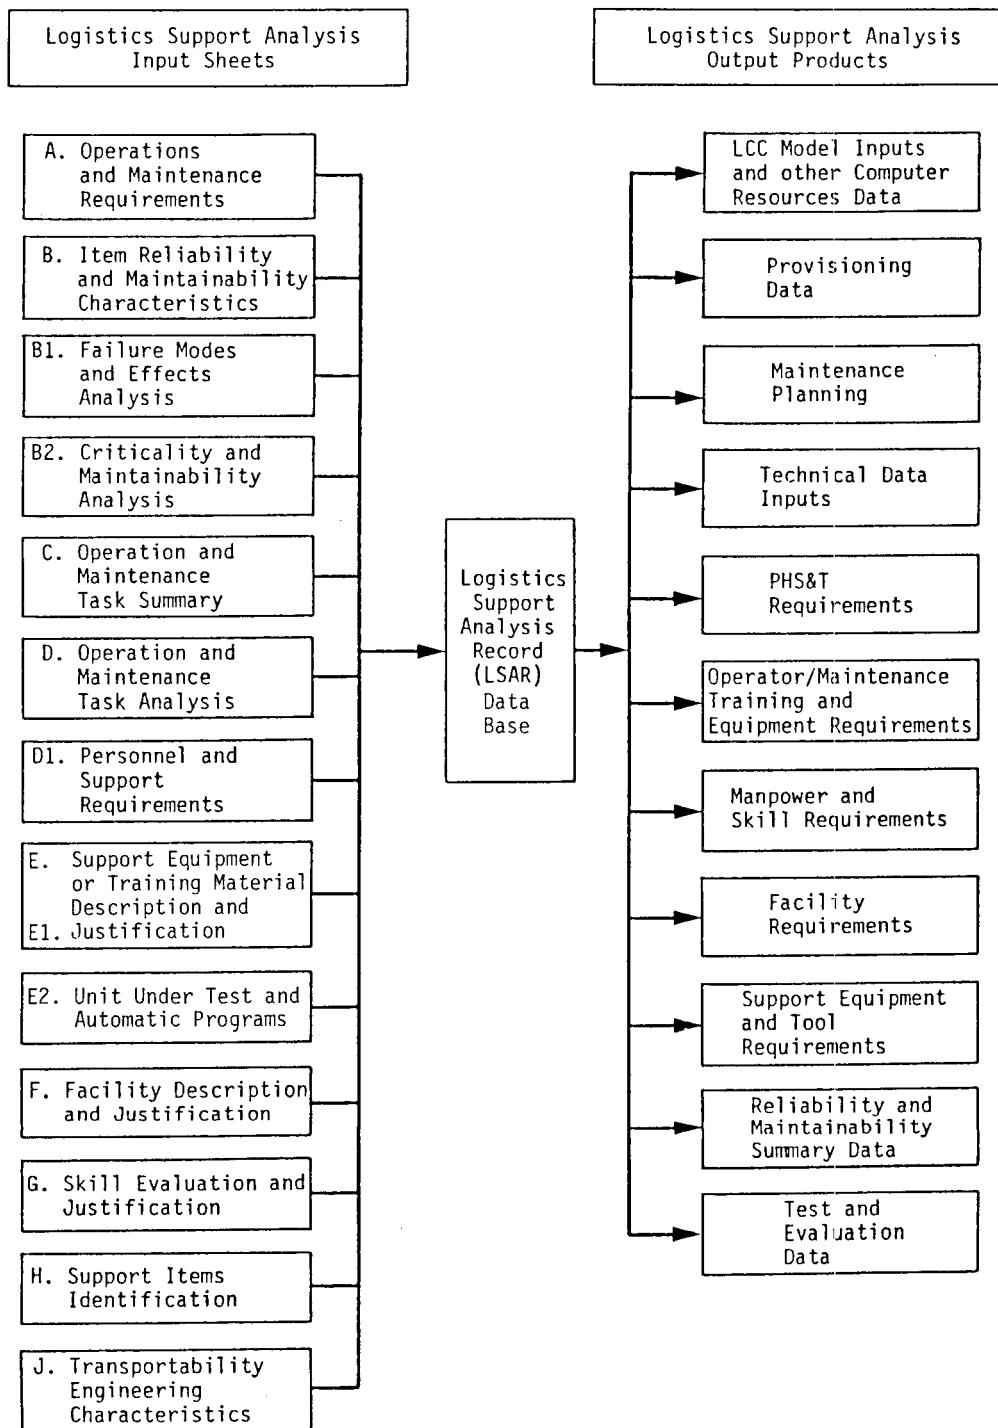 Logistics Support Analysis
Input Sheets
Logistics Support Analysis
Output Products
A. Operations
and Maintenance
Requirements
B. Item Reliability
and Maintainability
Characteristics
B1. Failure Modes
and Effects
Analysis
B2. Criticality and
Maintainability
Analysis
C. Operation and
Maintenance
Task Summary
D. Operation and
Maintenance
Task Analysis
D1. Personnel and
Support
Requirements
E. Support Equipment
or Training Material
Description and
E1. Justification
E2. Unit Under Test and
Automatic Programs
F. Facility Description
and Justification
G. Skill Evaluation and
Justification
H. Support Items
Identification
J. Transportability
Engineering
Characteristics
Logistics
Support
Analysis
Record
(LSAR)
Data
Base
LCC Model Inputs
and other Computer
Resources Data
Provisioning
Data
Maintenance
Planning
Technical Data
Inputs
PHS&T
Requirements
Operator/Maintenance
Training and
Equipment Requirements
Manpower and
Skill Requirements
Facility
Requirements
Support Equipment
and Tool
Requirements
Reliability and
Maintainability
Summary Data
Test and
Evaluation
Data